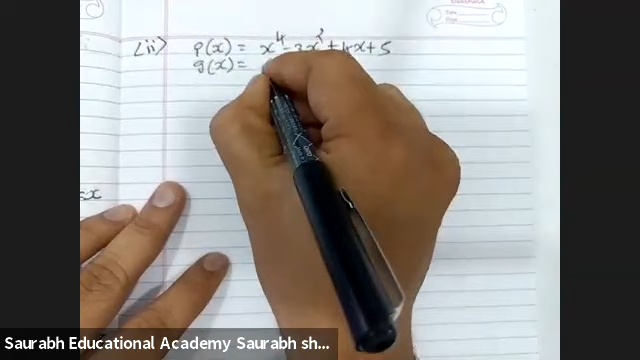 (ii) p(x) = x⁴ - 3x² + 4x + 5
g(x) =
Saurabh Educational Academy Saurabh sh...